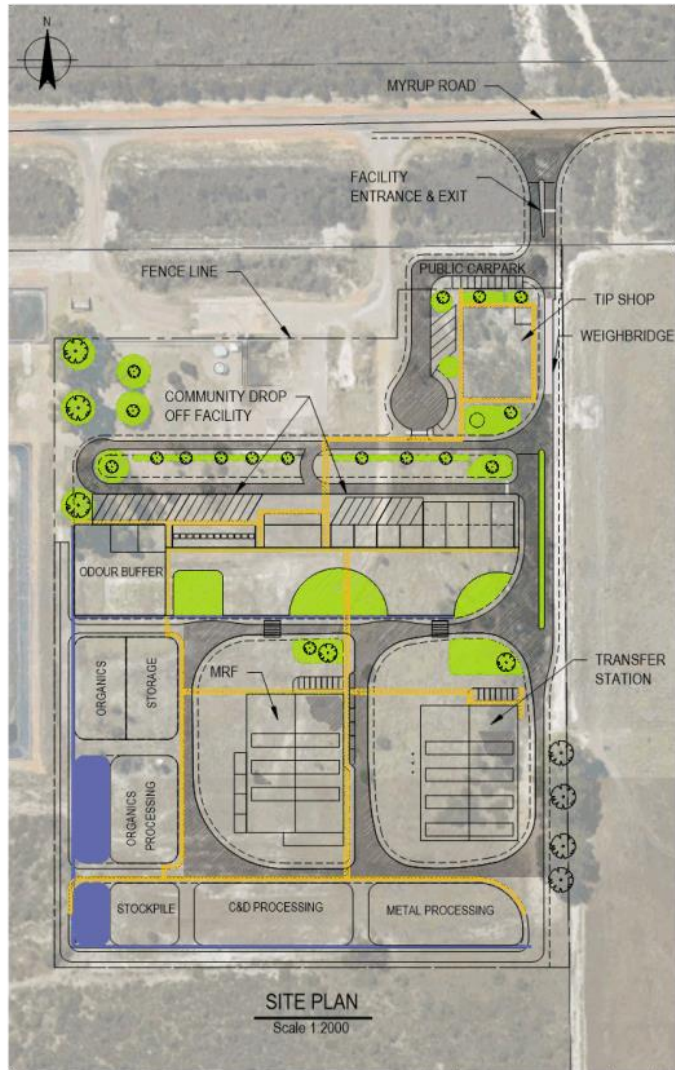 N
MYRUP ROAD
FACILITY
ENTRANCE & EXIT
FENCE LINE
PUBLIC CARPARK
TIP SHOP
WEIGHBRIDGE
COMMUNITY DROP
OFF FACILITY
ODOUR BUFFER
ORGANICS
STORAGE
MRF
TRANSFER
STATION
ORGANICS
PROCESSING
STOCKPILE
C&D PROCESSING
METAL PROCESSING
SITE PLAN
Scale 1:2000